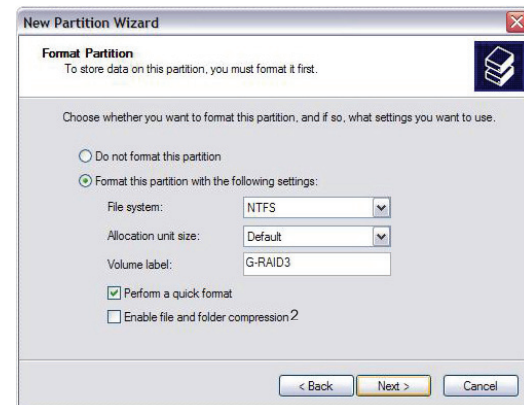 New Partition Wizard
Format Partition
To store data on this partition, you must format it first.
Choose whether you want to format this partition, and if so, what settings you want to use.
Do not format this partition
Format this partition with the following settings:
File system: NTFS
Allocation unit size: Default
Volume label: G-RAID3
Perform a quick format
Enable file and folder compression2
< Back Next > Cancel